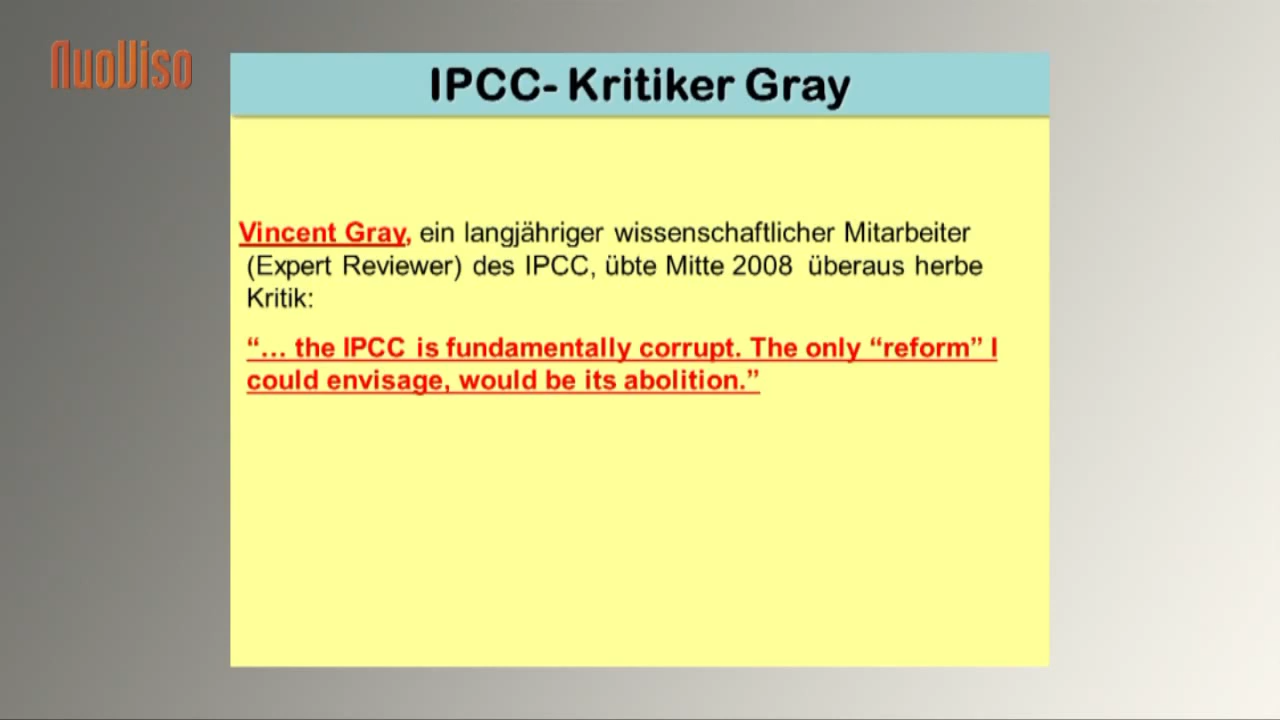 NuoViso
IPCC- Kritiker Gray
Vincent Gray, ein langjähriger wissenschaftlicher Mitarbeiter
(Expert Reviewer) des IPCC, übte Mitte 2008 überaus herbe
Kritik:
“… the IPCC is fundamentally corrupt. The only “reform” I
could envisage, would be its abolition.”